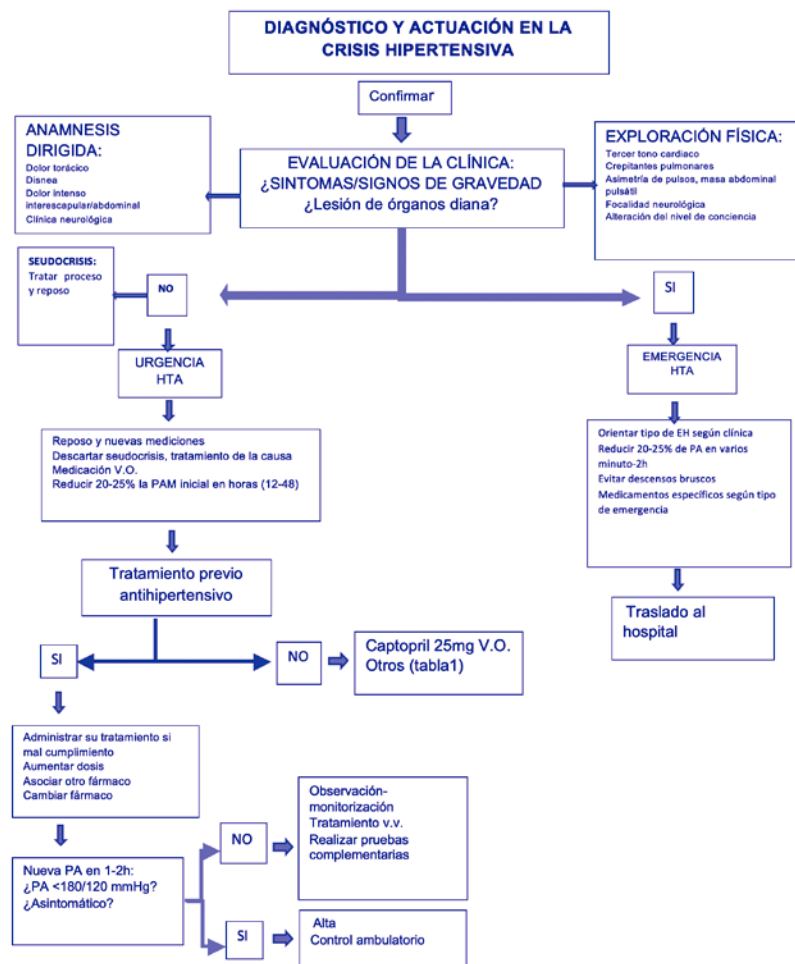 DIAGNÓSTICO Y ACTUACIÓN EN LA
CRISIS HIPERTENSIVA
Confirmar
ANAMNESIS
DIRIGIDA:
Dolor torácico
Disnea
Dolor intenso
interescapular/abdominal
Clínica neurológica
EVALUACIÓN DE LA CLÍNICA:
¿SINTOMAS/SIGNOS DE GRAVEDAD
¿Lesión de órganos diana?
EXPLORACIÓN FÍSICA:
Tercer tono cardiaco
Crepitantes pulmonares
Asimetría de pulsos, masa abdominal
pulsátil
Focalidad neurológica
Alteración del nivel de conciencia
SEUDOCRISIS:
Tratar proceso
y reposo
NO
SI
URGENCIA
HTA
EMERGENCIA
HTA
Reposo y nuevas mediciones
Descartar seudocrisis, tratamiento de la causa
Medicación V.O.
Reducir 20-25% la PAM inicial en horas (12-48)
Orientar tipo de EH según clínica
Reducir 20-25% de PA en varios
minuto-2h
Evitar descensos bruscos
Medicamentos específicos según tipo
de emergencia
Tratamiento previo
antihipertensivo
Traslado al
hospital
SI
NO
Captopril 25mg V.O.
Otros (tabla1)
Administrar su tratamiento si
mal cumplimiento
Aumentar dosis
Asociar otro fármaco
Cambiar fármaco
NO
Observación-
monitorización
Tratamiento v.v.
Realizar pruebas
complementarias
Nueva PA en 1-2h:
¿PA <180/120 mmHg?
¿Asintomático?
SI
Alta
Control ambulatorio